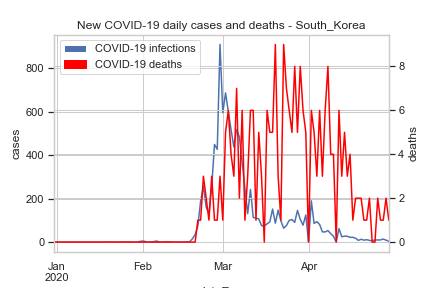 New COVID-19 daily cases and deaths - South_Korea
COVID-19 infections
COVID-19 deaths
800
600
400
200
0
cases
8
6
4
2
0
deaths
Jan
2020
Feb
Mar
Apr